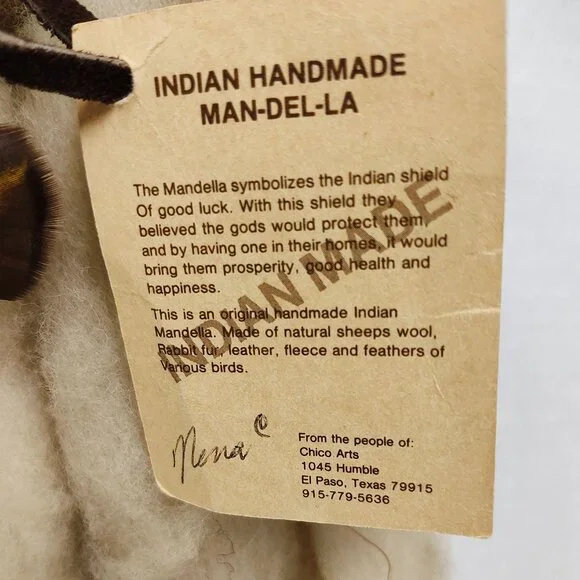 INDIAN HANDMADE
MAN-DEL-LA
The Mandella symbolizes the Indian shield
Of good luck. With this shield they
believed the gods would protect them,
and by having one in their homes, it would
bring them prosperity, good health and
happiness.
This is an original handmade Indian
Mandella. Made of natural sheeps wool,
Rabbit fur, leather, fleece and feathers of
Various birds.
INDIAN MADE
Nena ©
From the people of:
Chico Arts
1045 Humble
El Paso, Texas 79915
915-779-5636